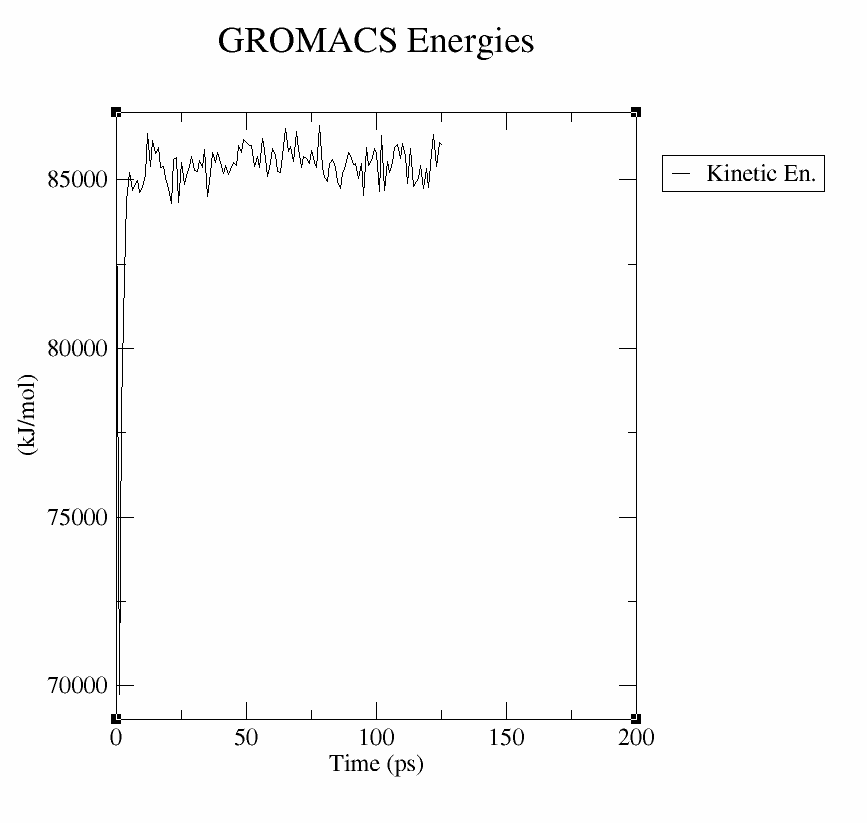 GROMACS Energies
Kinetic En.
85000
80000
(kJ/mol)
75000
70000
0 50 100 150 200
Time (ps)